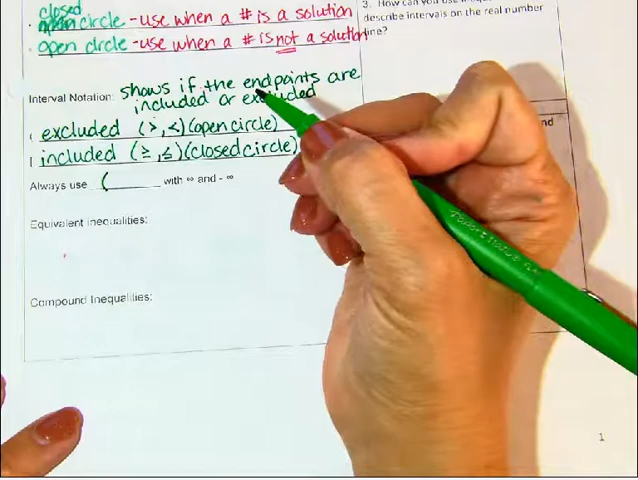 closed
circle - use when a # is a solution
open circle - use when a # is not a solution
Interval Notation: shows if the endpoints are
included or excluded
( excluded (>, <) (open circle)
[ included (≥, ≤) (closed circle)
Always use ( with ∞ and - ∞
Equivalent inequalities:
Compound Inequalities:
3. How can you use
describe intervals on the real number
line?
nd
1